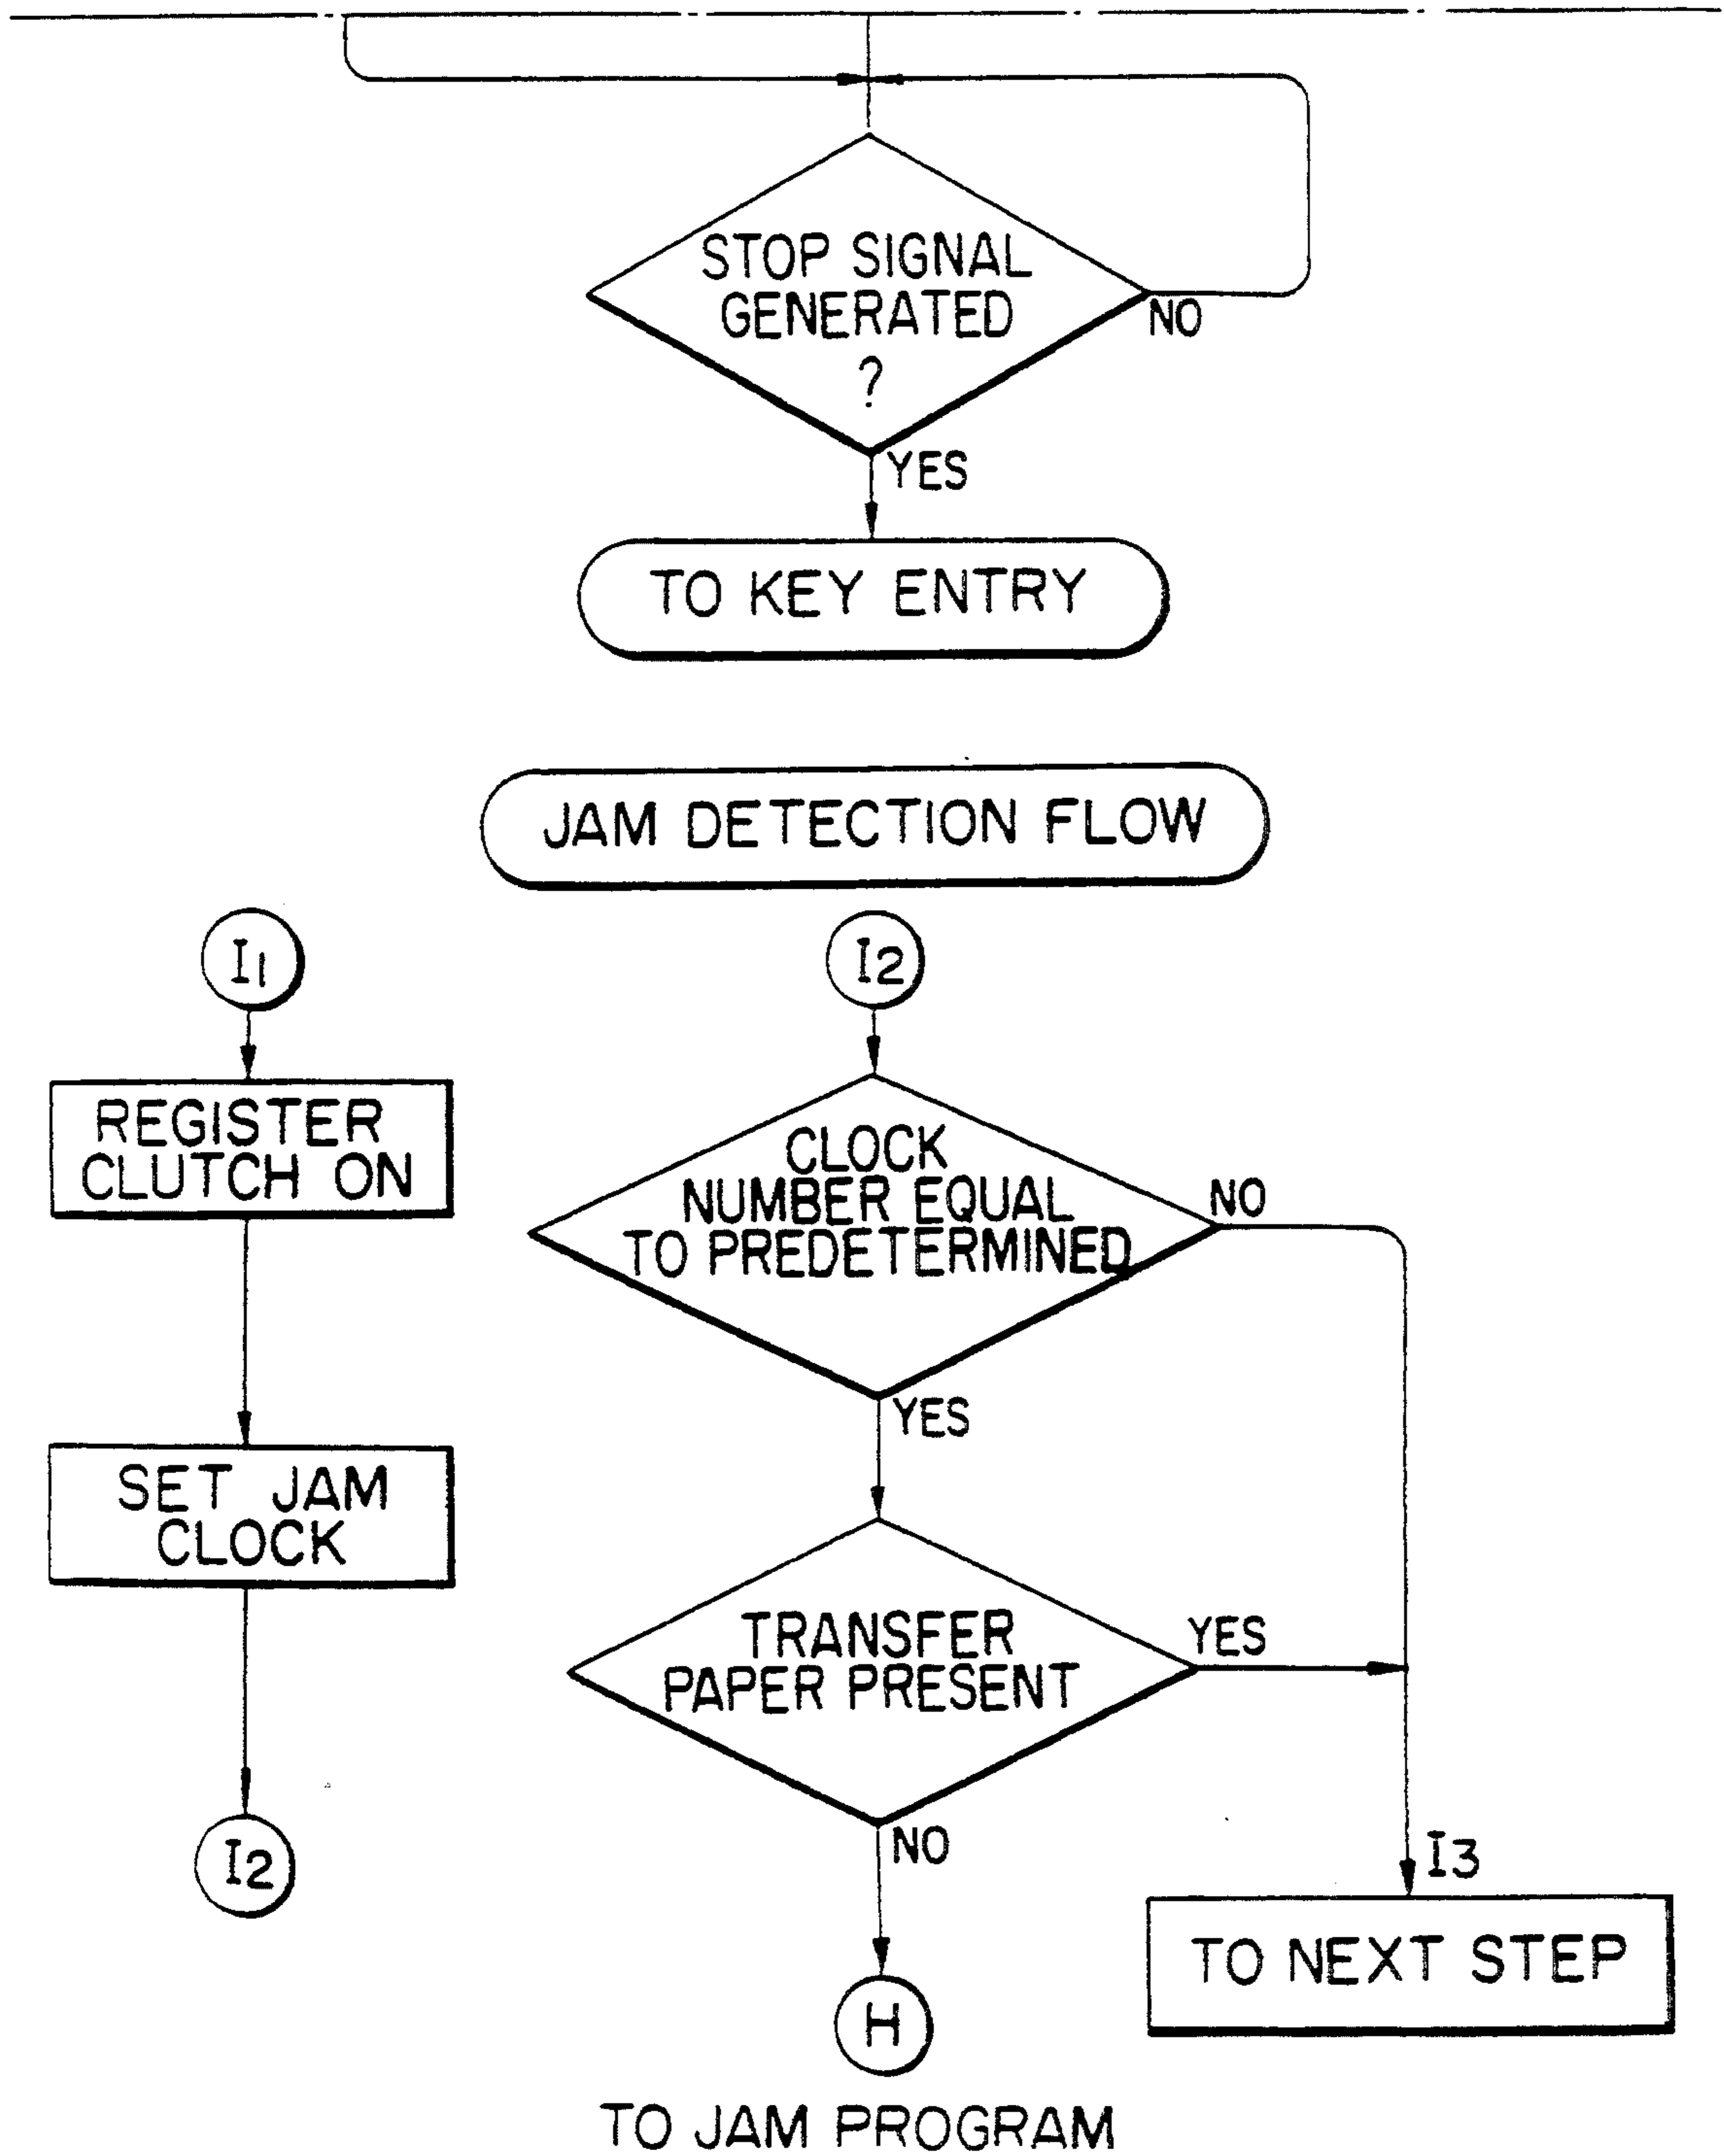 STOP SIGNAL
GENERATED
?
NO
YES
TO KEY ENTRY
JAM DETECTION FLOW
I1
REGISTER
CLUTCH ON
SET JAM
CLOCK
I2
I2
CLOCK
NUMBER EQUAL
TO PREDETERMINED
NO
YES
TRANSFER
PAPER PRESENT
YES
NO
I3
TO NEXT STEP
H
TO JAM PROGRAM